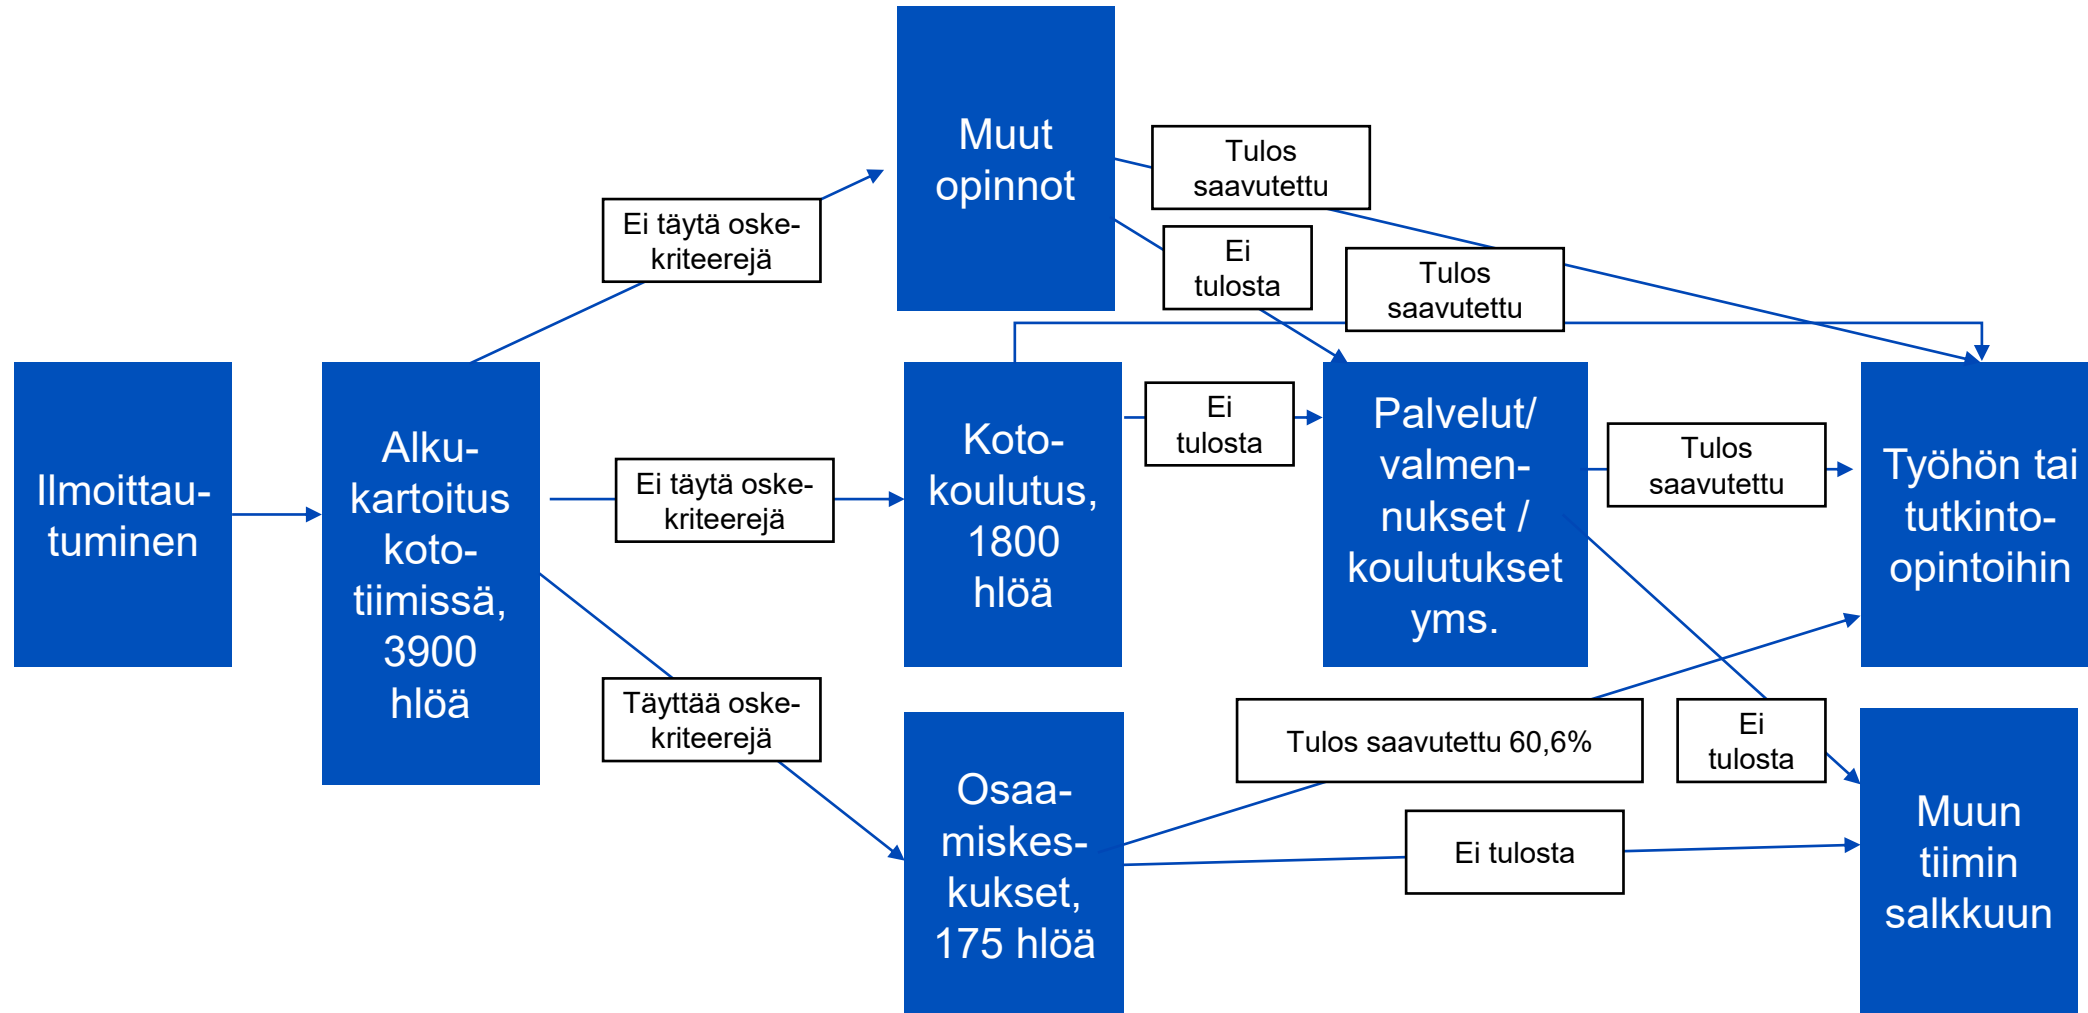 Ilmoittau-
tuminen
Alku-
kartoitus
koto-
tiimissä,
3900
hlöä
Ei täytä oske-
kriteerejä
Ei täytä oske-
kriteerejä
Täyttää oske-
kriteerejä
Muut
opinnot
Koto-
koulutus,
1800
hlöä
Osaa-
miskes-
kukset,
175 hlöä
Tulos
saavutettu
Ei
tulosta
Tulos
saavutettu
Ei
tulosta
Palvelut/
valmen-
nukset /
koulutukset
yms.
Tulos
saavutettu
Tulos saavutettu 60,6%
Ei
tulosta
Ei tulosta
Työhön tai
tutkinto-
opintoihin
Muun
tiimin
salkkuun